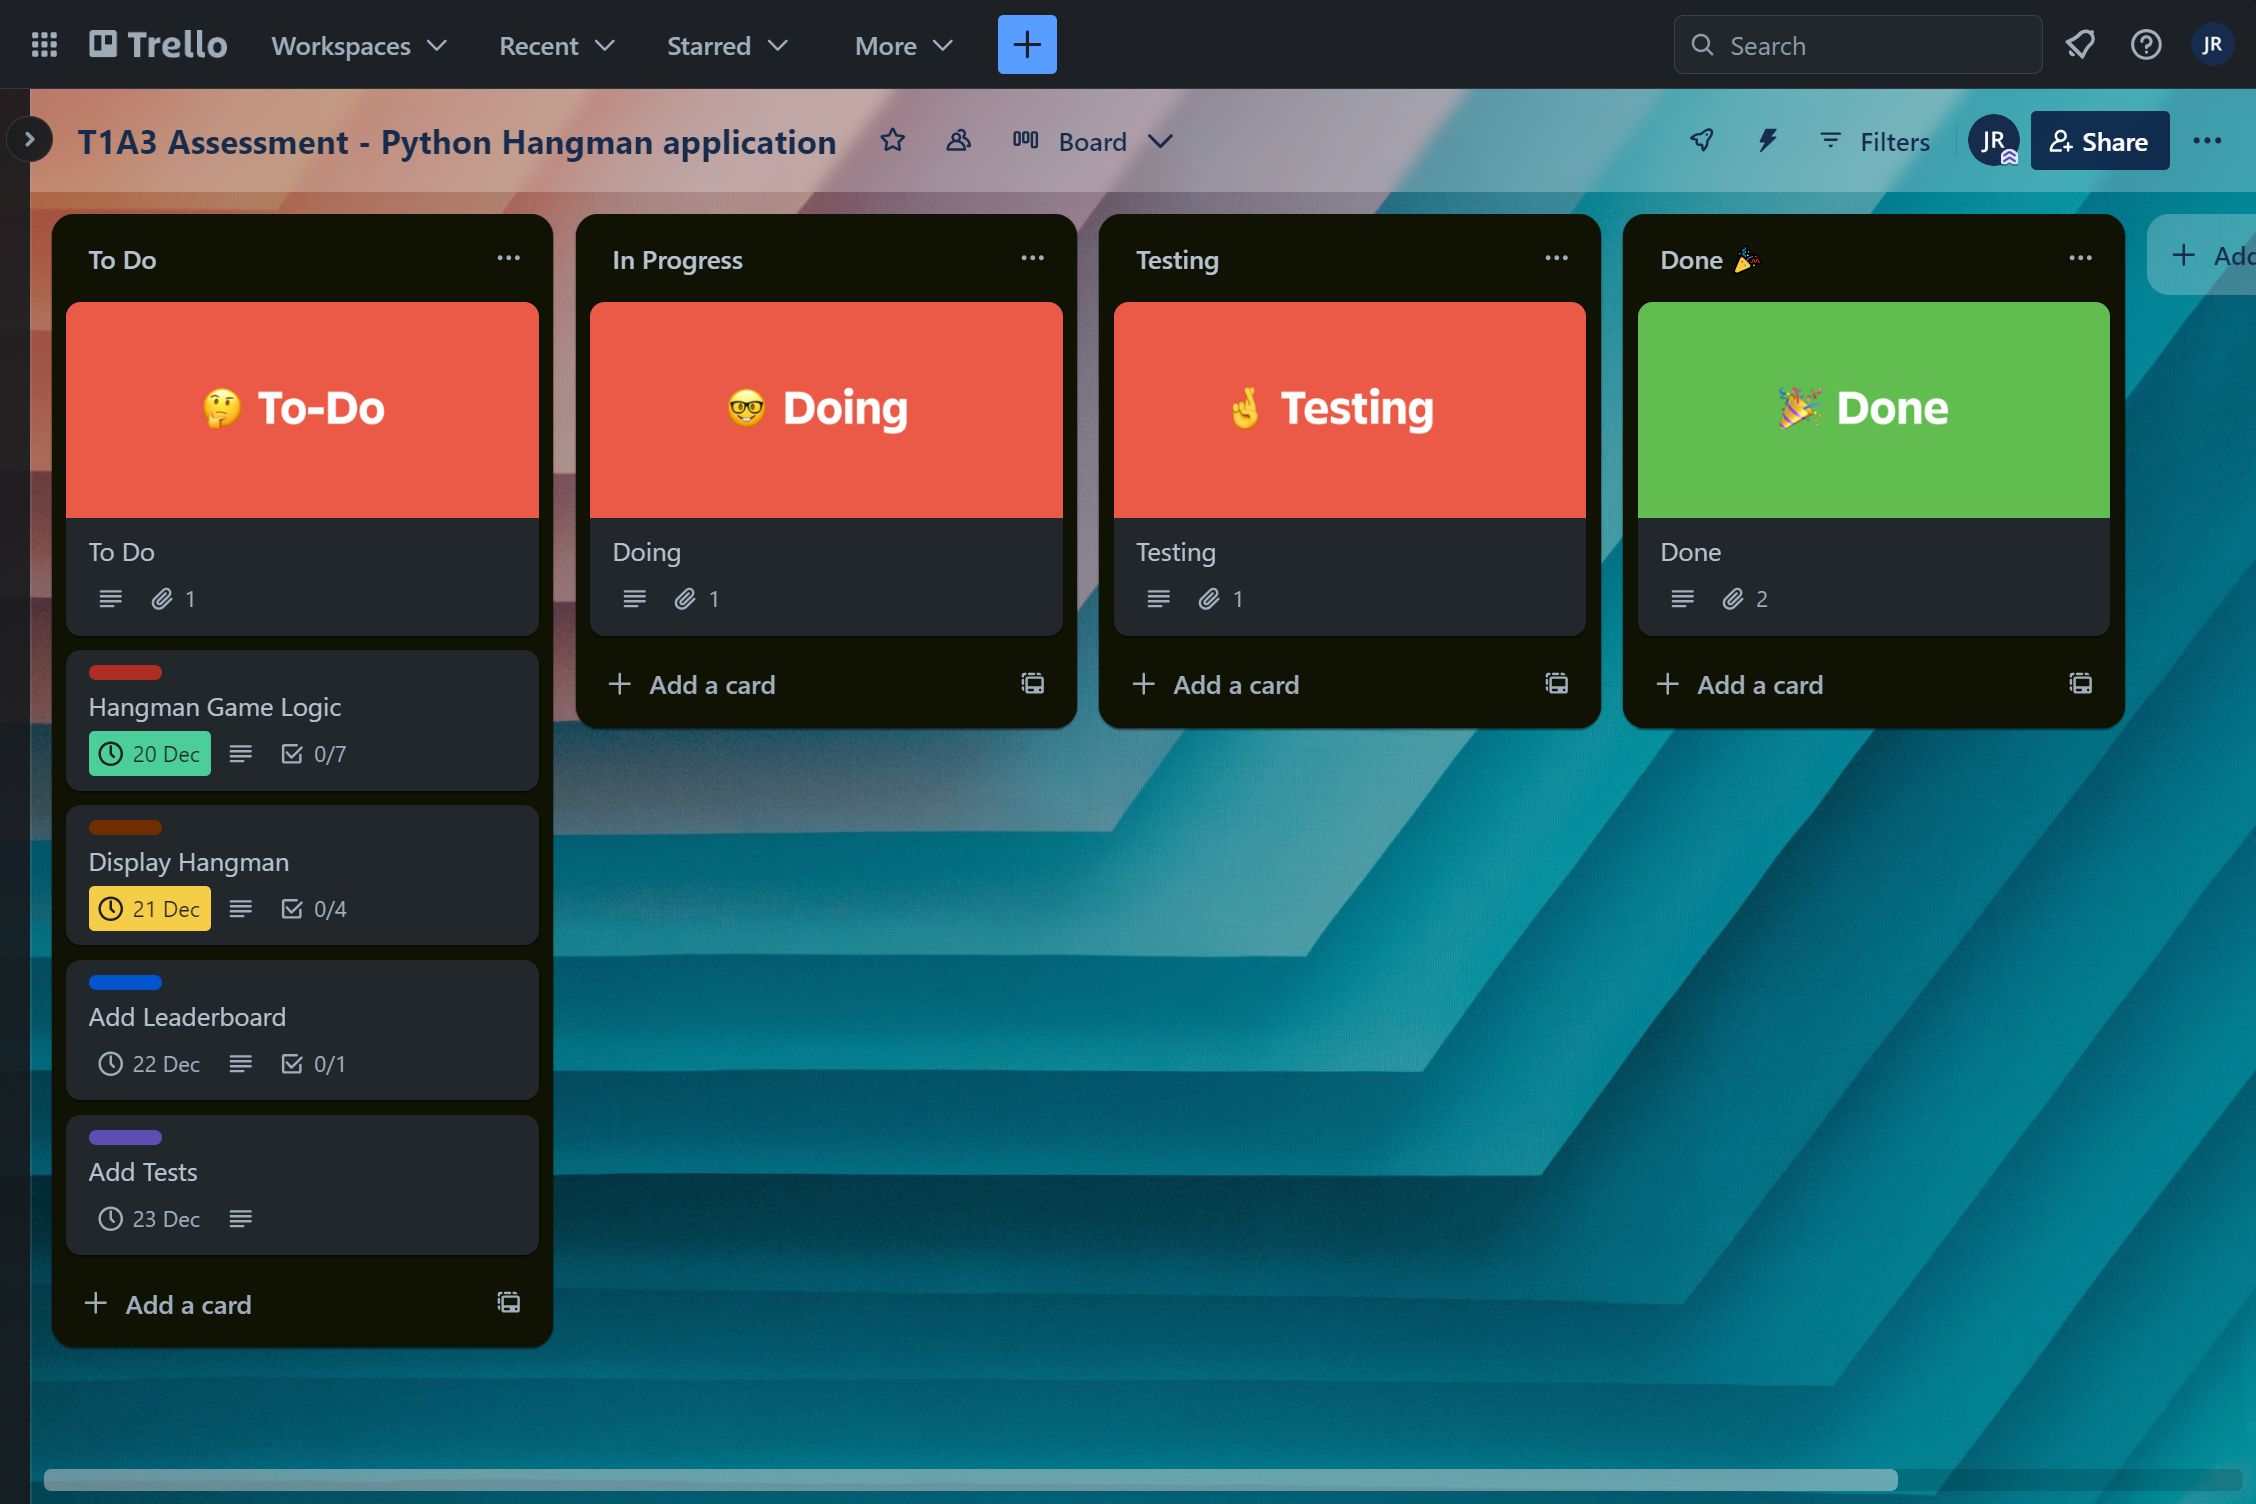 Trello Workspaces Recent Starred More Search JR
T1A3 Assessment - Python Hangman application Board Filters JR Share
To Do
To-Do
To Do
1
Hangman Game Logic
20 Dec 0/7
Display Hangman
21 Dec 0/4
Add Leaderboard
22 Dec 0/1
Add Tests
23 Dec
+ Add a card
In Progress
Doing
Doing
1
+ Add a card
Testing
Testing
Testing
1
+ Add a card
Done 🎉
Done
Done
2
+ Add a card
+ Add